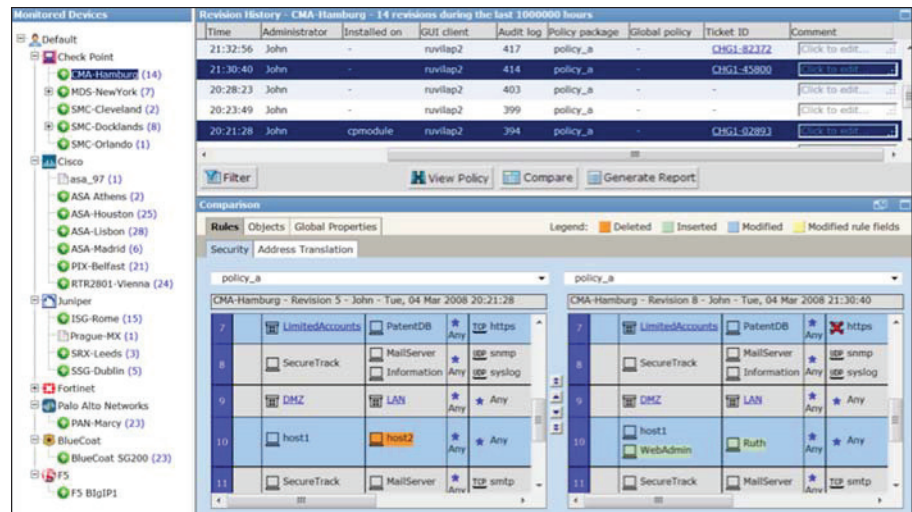 Monitored Devices
Default
Check Point
CMA-Hamburg (14)
MDS-NewYork (7)
SMC-Cleveland (2)
SMC-Docklands (8)
SMC-Orlando (1)
Cisco
asa_97 (1)
ASA Athens (2)
ASA-Houston (25)
ASA-Lisbon (28)
ASA-Madrid (6)
PIX-Belfast (21)
RTR2801-Vienna (24)
Juniper
ISG-Rome (15)
Prague-MX (1)
SRX-Leeds (3)
SSG-Dublin (5)
Fortinet
Palo Alto Networks
PAN-Marcy (23)
BlueCoat
BlueCoat SG200 (23)
F5
F5 BIgIP1
Revision History - CMA-Hamburg - 14 revisions during the last 1000000 hours
Time Administrator Installed on GUI client Audit log Policy package Global policy Ticket ID Comment
21:32:56 John - ruvilap2 417 policy_a - CHG1-82372 Click to edit...
21:30:40 John - ruvilap2 414 policy_a - CHG1-45800 Click to edit...
20:28:23 John - ruvilap2 403 policy_a - - Click to edit...
20:23:49 John - ruvilap2 399 policy_a - - Click to edit...
20:21:28 John cpmodule ruvilap2 394 policy_a - CHG1-02893 Click to edit...
Filter View Policy Compare Generate Report
Comparison
Rules Objects Global Properties Legend: Deleted Inserted Modified Modified rule fields
Security Address Translation
policy_a
CMA-Hamburg - Revision 5 - John - Tue, 04 Mar 2008 20:21:28
7 LimitedAccounts PatentDB Any TCP https
8 SecureTrack MailServer Information Any UDP snmp UDP syslog
9 DMZ LAN Any Any
10 host1 host2 Any Any
11 SecureTrack MailServer Any TCP smtp
policy_a
CMA-Hamburg - Revision 8 - John - Tue, 04 Mar 2008 21:30:40
7 LimitedAccounts PatentDB Any https
8 SecureTrack MailServer Information Any UDP snmp UDP syslog
9 DMZ LAN Any Any
10 host1 WebAdmin Ruth Any Any
11 SecureTrack MailServer Any TCP smtp